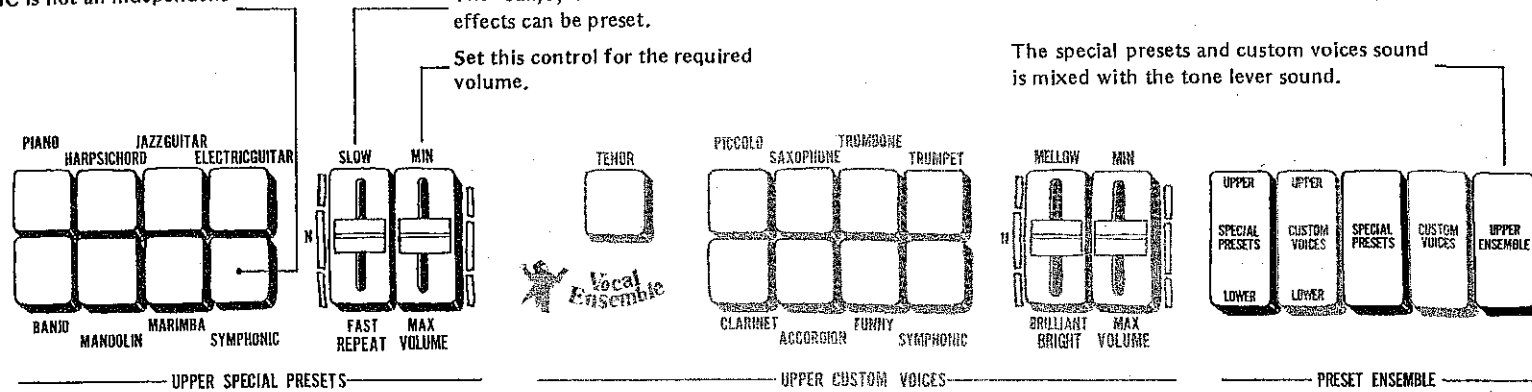 is not an independent
effects can be preset.
Set this control for the required
volume.
The special presets and custom voices sound
is mixed with the tone lever sound.
PIANO
HARPSICHORD
JAZZGUITAR
ELECTRICGUITAR
SLOW
MIN
TENOR
PICCOLO
SAXOPHONE
TROMBONE
TRUMPET
MELLOW
MIN
UPPER
UPPER
N
N
SPECIAL
PRESETS
CUSTOM
VOICES
SPECIAL
PRESETS
CUSTOM
VOICES
UPPER
ENSEMBLE
Vocal
Ensemble
LOWER
LOWER
BANJO
MANDOLIN
MARIMBA
SYMPHONIC
FAST
REPEAT
MAX
VOLUME
CLARINET
ACCORDION
FUNNY
SYMPHONIC
BRILLIANT
BRIGHT
MAX
VOLUME
UPPER SPECIAL PRESETS
UPPER CUSTOM VOICES
PRESET ENSEMBLE